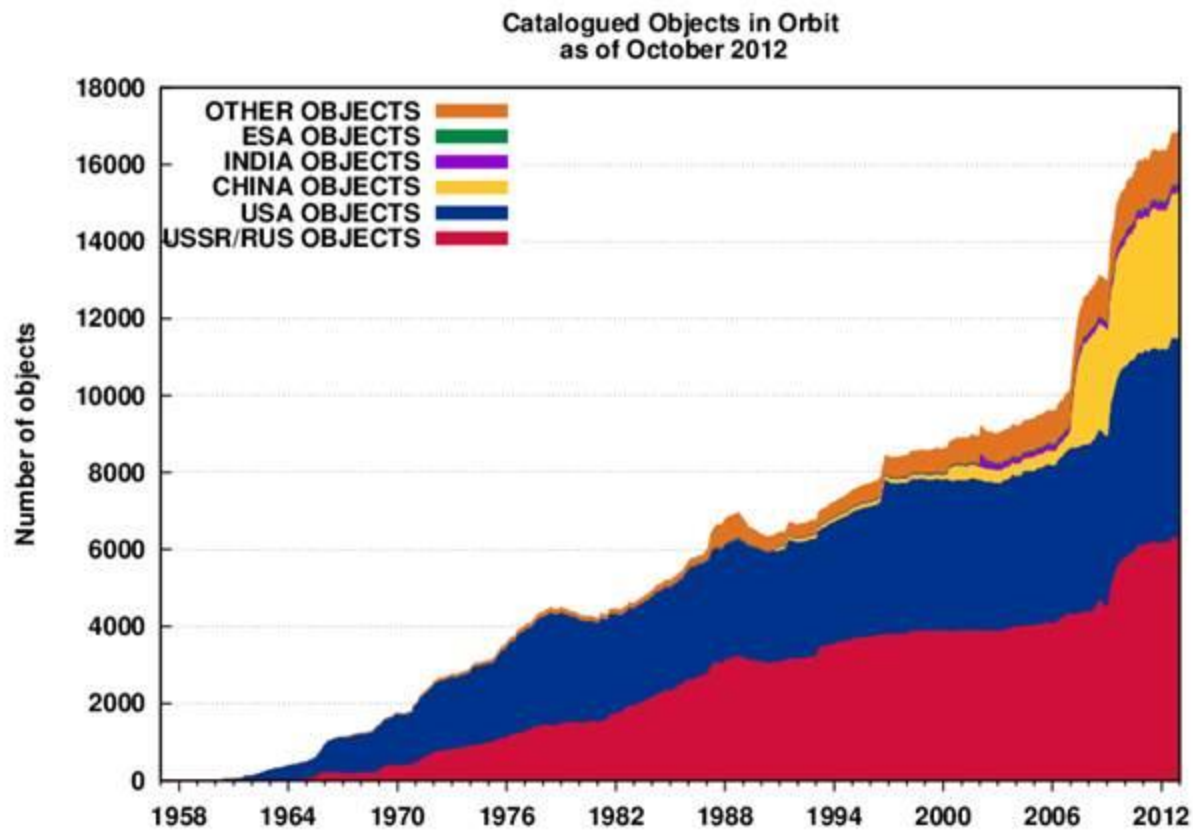 Catalogued Objects in Orbit
as of October 2012
18000
16000
14000
12000
10000
8000
6000
4000
2000
0
Number of objects
OTHER OBJECTS
ESA OBJECTS
INDIA OBJECTS
CHINA OBJECTS
USA OBJECTS
USSR/RUS OBJECTS
1958 1964 1970 1976 1982 1988 1994 2000 2006 2012